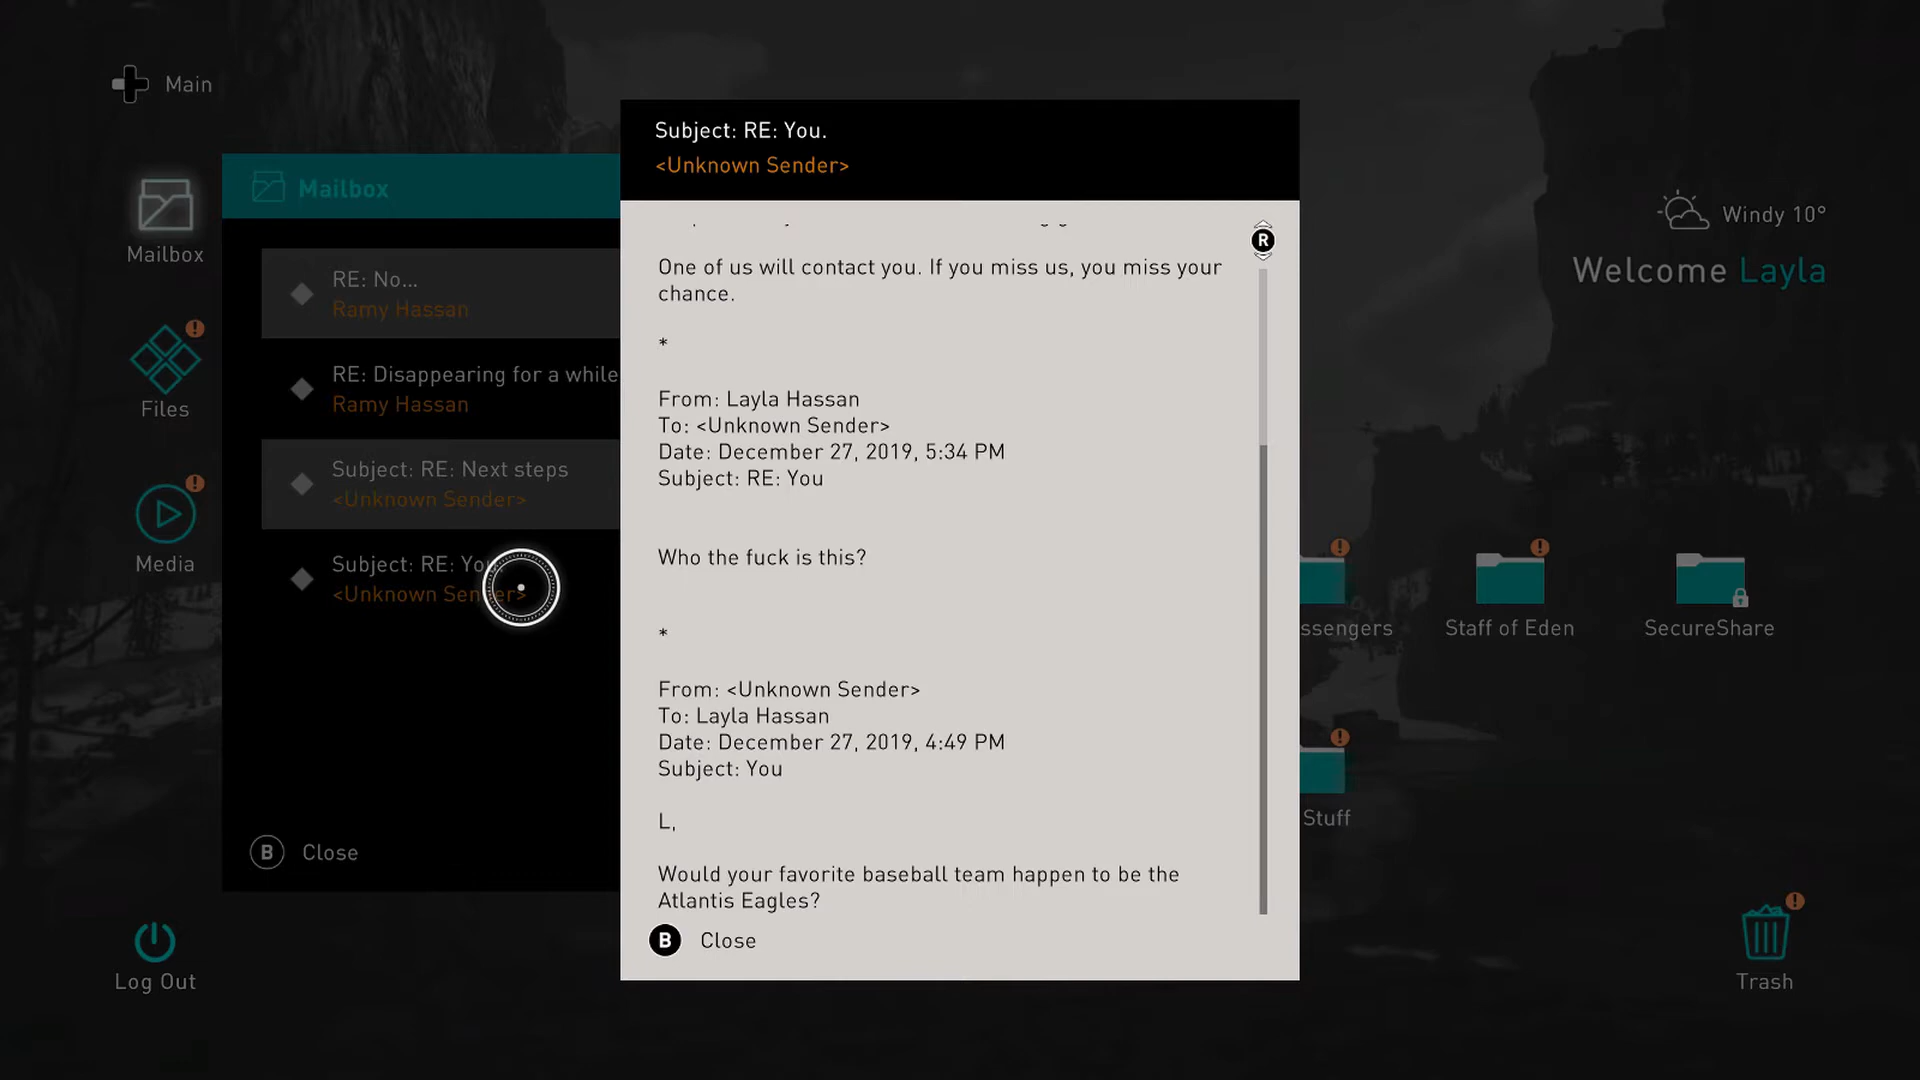 Main
Mailbox
Files
Media
Log Out
Mailbox
RE: No...
Ramy Hassan
RE: Disappearing for a while
Ramy Hassan
Subject: RE: Next steps
<Unknown Sender>
Subject: RE:
<Unknown Sender>
B Close
Subject: RE: You.
<Unknown Sender>
R
One of us will contact you. If you miss us, you miss your
chance.
*
From: Layla Hassan
To: <Unknown Sender>
Date: December 27, 2019, 5:34 PM
Subject: RE: You
Who the fuck is this?
*
From: <Unknown Sender>
To: Layla Hassan
Date: December 27, 2019, 4:49 PM
Subject: You
L,
Would your favorite baseball team happen to be the
Atlantis Eagles?
B Close
Windy 10°
Welcome Layla
ssengers
Staff of Eden
SecureShare
Stuff
Trash